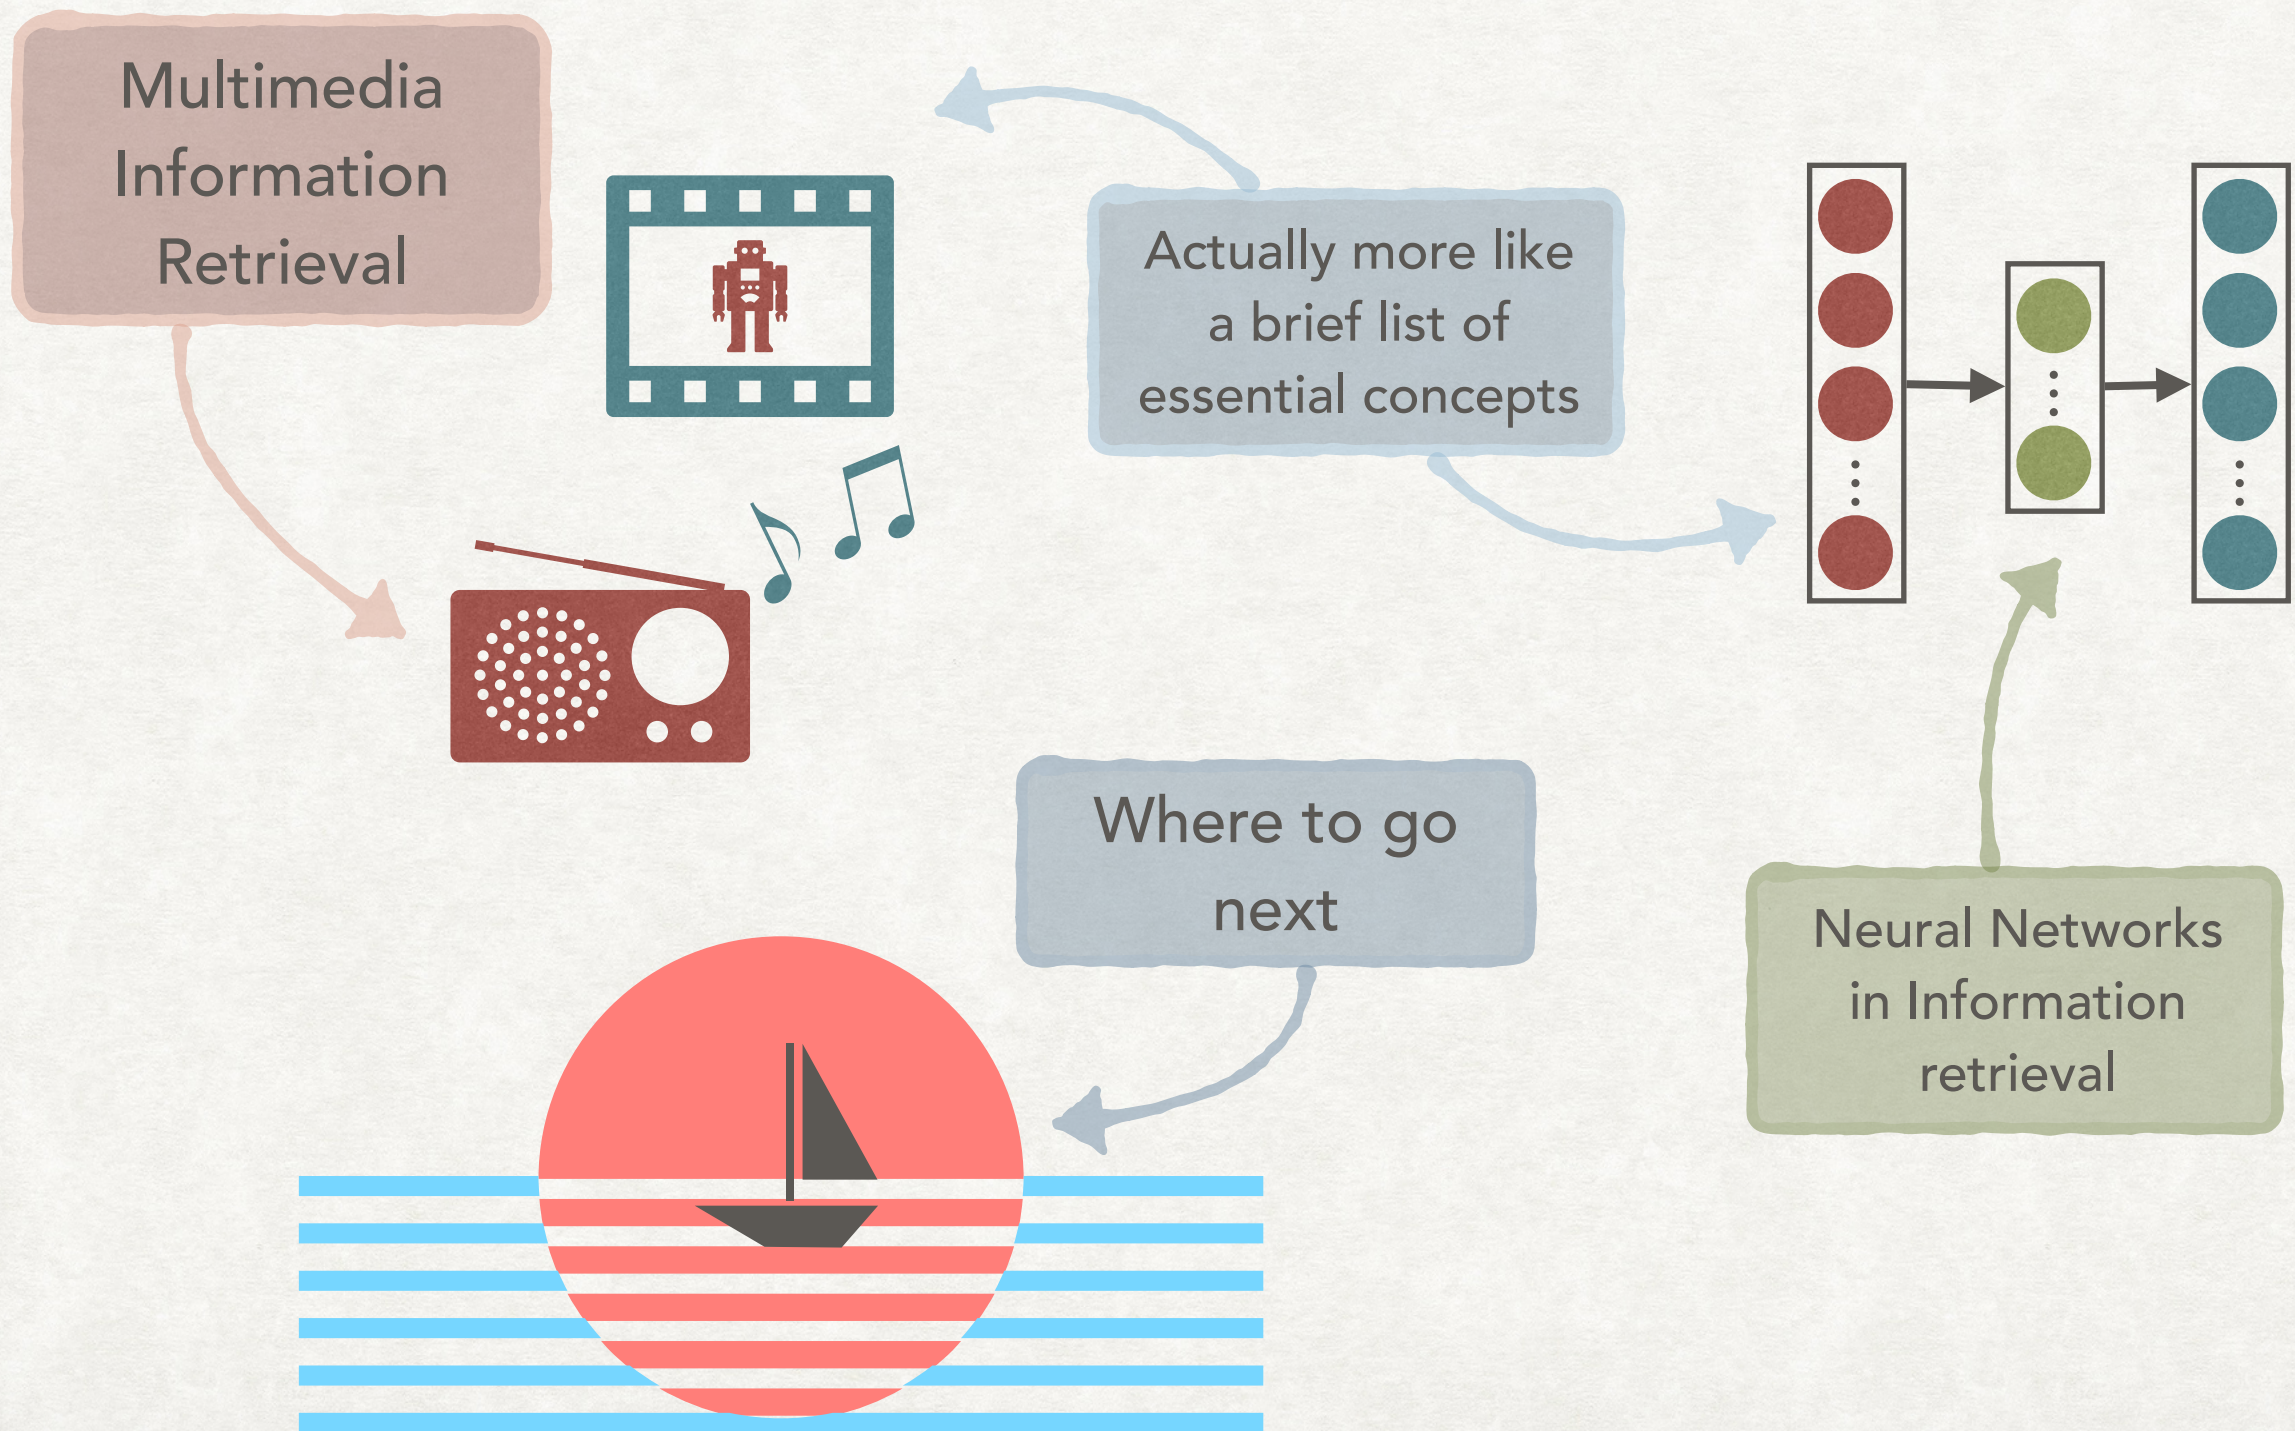 Multimedia
Information
Retrieval
Actually more like
a brief list of
essential concepts
Where to go
next
Neural Networks
in Information
retrieval